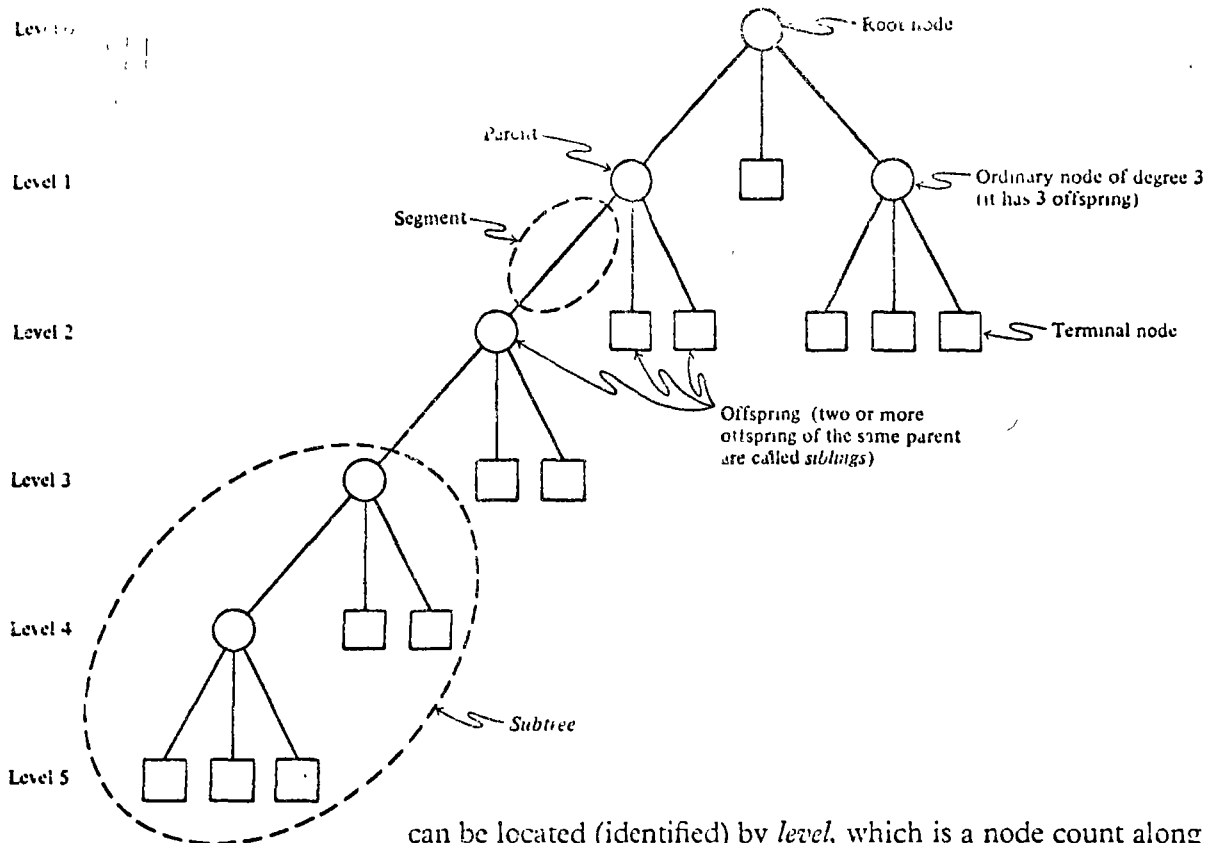 Level 0
Root node
Parent
Level 1
Ordinary node of degree 3
(it has 3 offspring)
Segment
Level 2
Terminal node
Offspring (two or more
offspring of the same parent
are called siblings)
Level 3
Level 4
Subtree
Level 5
can be located (identified) by level, which is a node count along